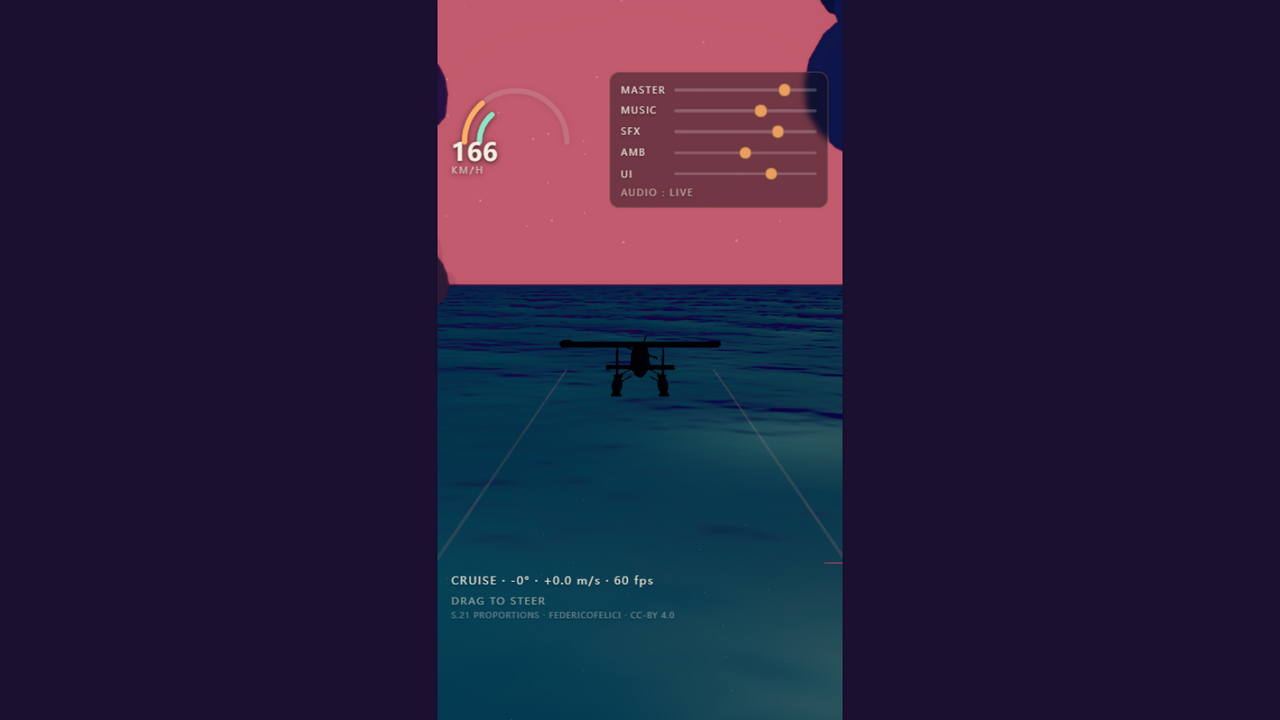 166
KM/H
MASTER
MUSIC
SFX
AMB
UI
AUDIO : LIVE
CRUISE · -0° · +0.0 m/s · 60 fps
DRAG TO STEER
S.21 PROPORTIONS · FEDERICOFELICI · CC-BY 4.0